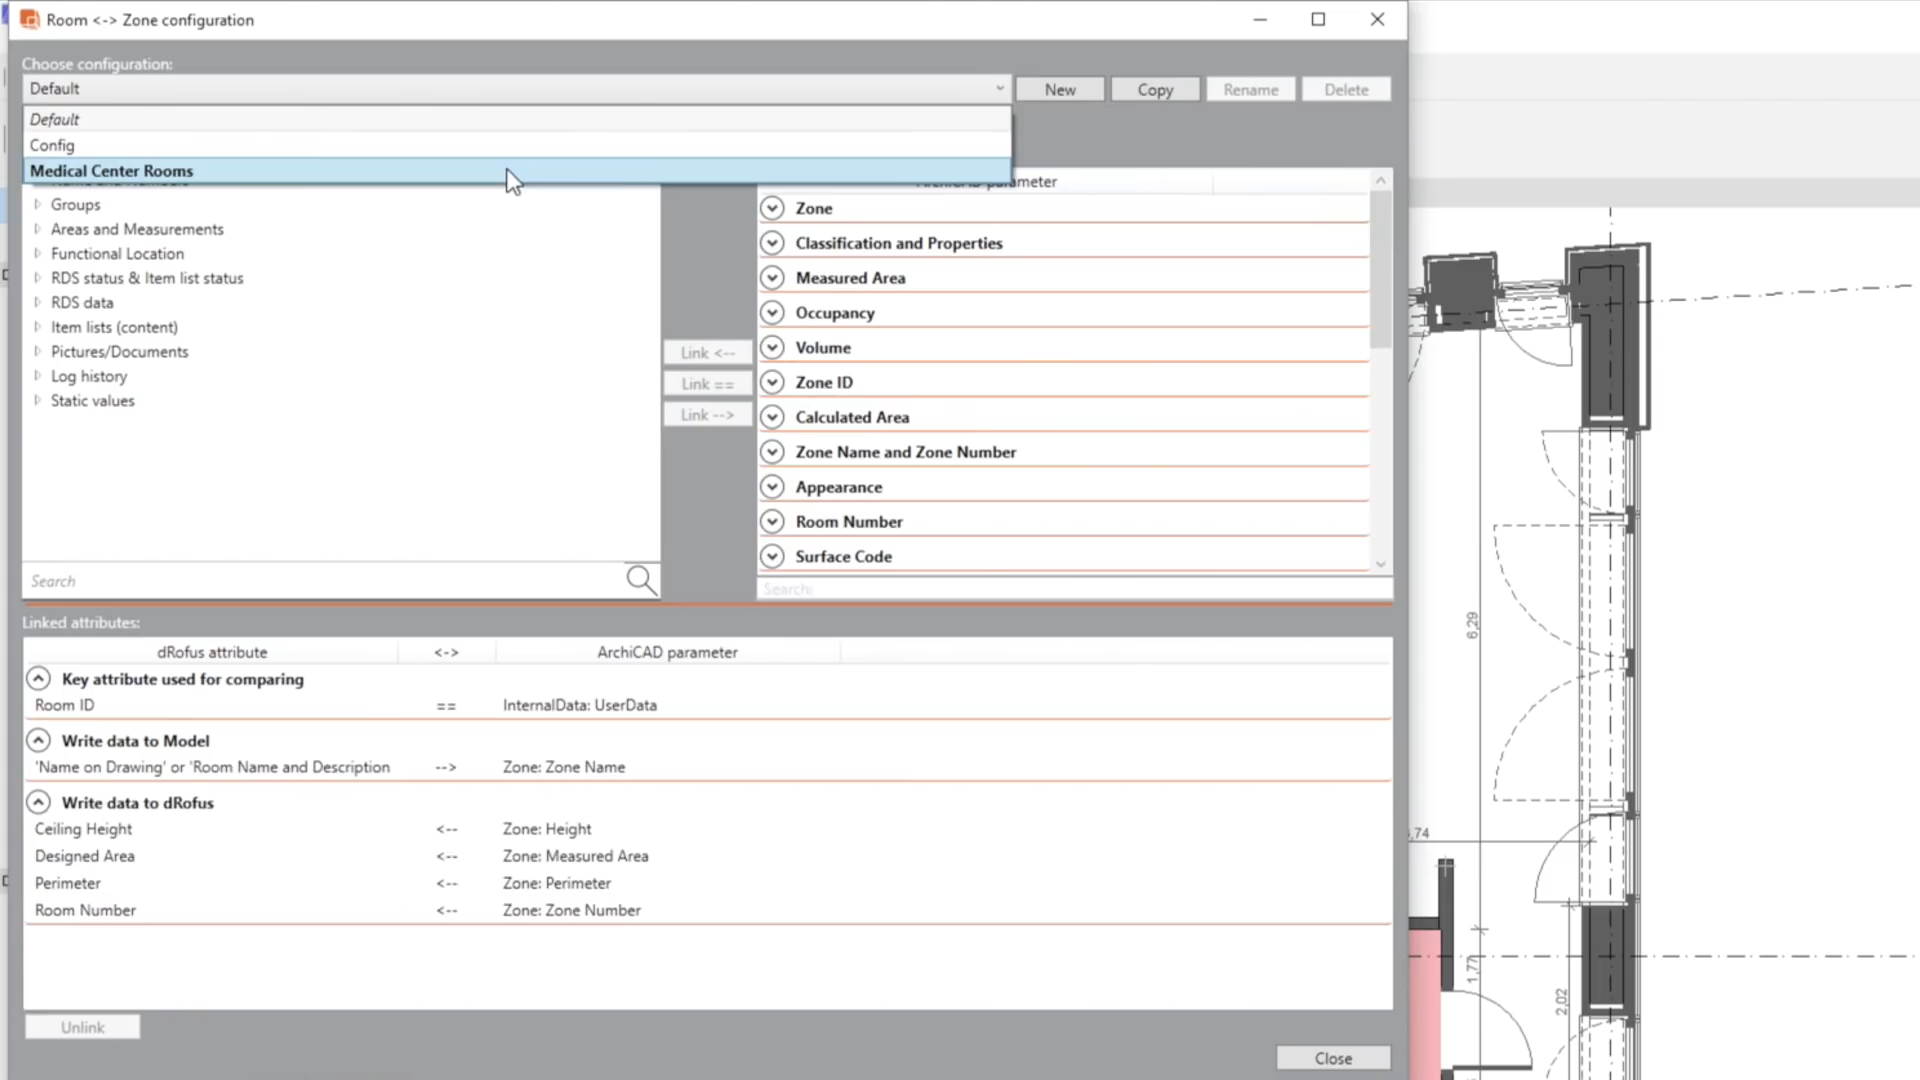 Room <-> Zone configuration
Choose configuration:
Default
New
Copy
Rename
Delete
Default
Config
Medical Center Rooms
Groups
Areas and Measurements
Functional Location
RDS status & Item list status
RDS data
Item lists (content)
Pictures/Documents
Log history
Static values
Search
Link <--
Link ==
Link -->
ArchiCAD parameter
Zone
Classification and Properties
Measured Area
Occupancy
Volume
Zone ID
Calculated Area
Zone Name and Zone Number
Appearance
Room Number
Surface Code
Search:
Linked attributes:
dRofus attribute <-> ArchiCAD parameter
Key attribute used for comparing
Room ID == InternalData: UserData
Write data to Model
'Name on Drawing' or 'Room Name and Description --> Zone: Zone Name
Write data to dRofus
Ceiling Height <-- Zone: Height
Designed Area <-- Zone: Measured Area
Perimeter <-- Zone: Perimeter
Room Number <-- Zone: Zone Number
Unlink
Close
6,29
,74
1,77
2,02